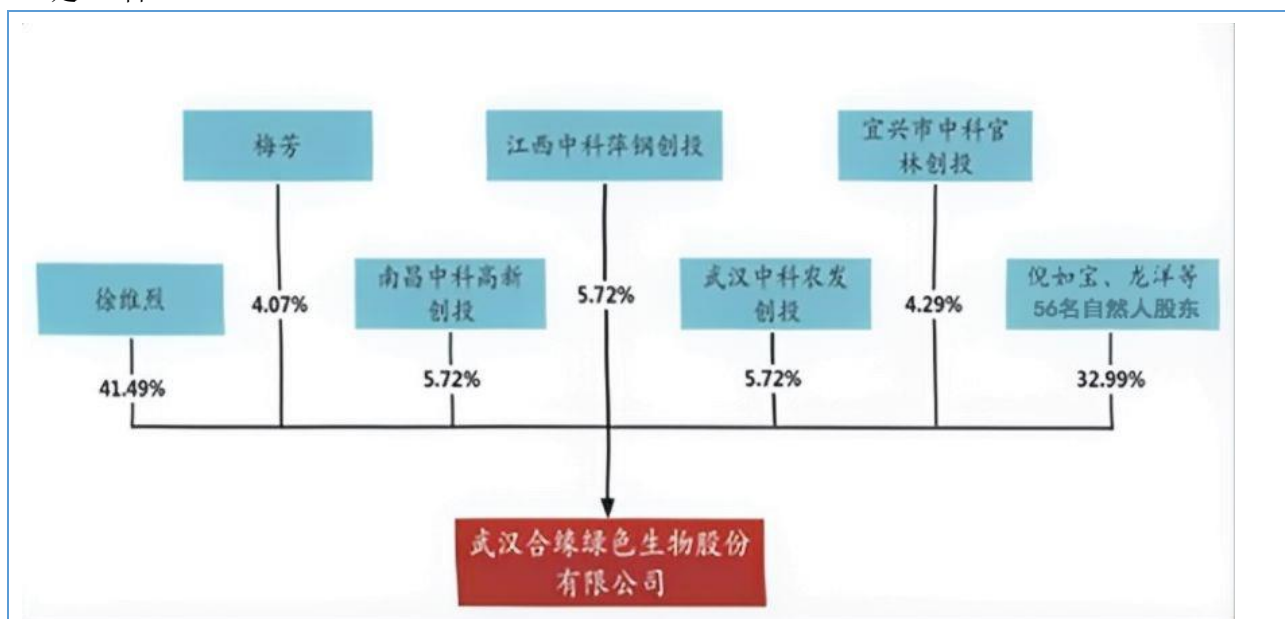 梅芳
江西中科萍钢创投
宜兴市中科官
林创投
徐维烈
4.07%
南昌中科高新
创投
5.72%
武汉中科农发
创投
4.29%
倪如宝、龙洋等
56名自然人股东
41.49%
5.72%
5.72%
32.99%
武汉合缘绿色生物股份
有限公司